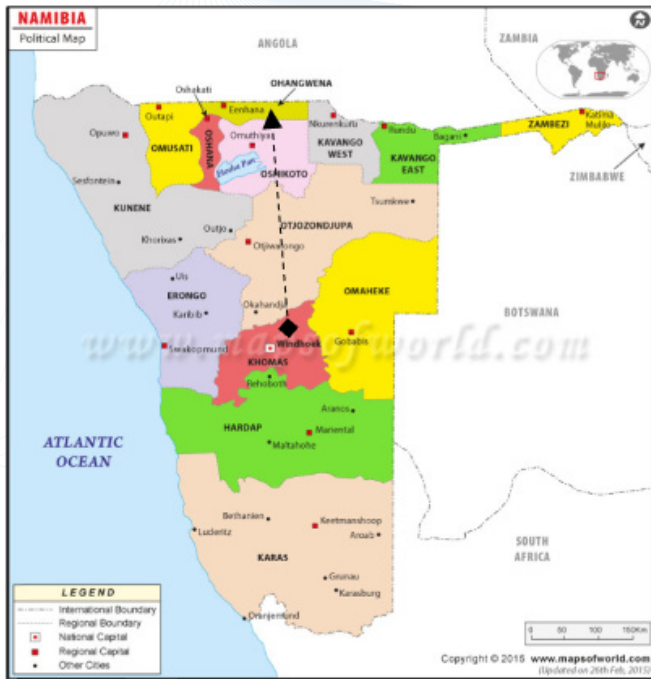 NAMIBIA
Political Map
ANGOLA
ZAMBIA
OHANGWENA
Oshakati
Outapi
Eenhana
Nkurenkuru
Rundu
Bagani
Katima
Mulilo
ZAMBEZI
Opuwo
OMUSATI
OSHANA
Omuthiya
Etosha Pan
OSHIKOTO
KAVANGO
WEST
KAVANGO
EAST
ZIMBABWE
Sesfontein
KUNENE
Tsumkwe
OTJOZONDJUPA
Outjo
Khorixas
Otjiwarongo
Uis
ERONGO
Karibib
Okahandja
OMAHEKE
BOTSWANA
Swakopmund
Windhoek
Gobabis
www.mapsofworld.com
KHOMAS
Rehoboth
Aranos
HARDAP
Mariental
Maltahohe
ATLANTIC
OCEAN
Bethanien
Keetmanshoop
Luderitz
Aroab
SOUTH
AFRICA
KARAS
Grunau
Karasburg
Oranjemund
LEGEND
International Boundary
Regional Boundary
National Capital
Regional Capital
Other Cities
0 50 100 150Km
Copyright © 2015 www.mapsofworld.com
(Updated on 26th Feb, 2015)